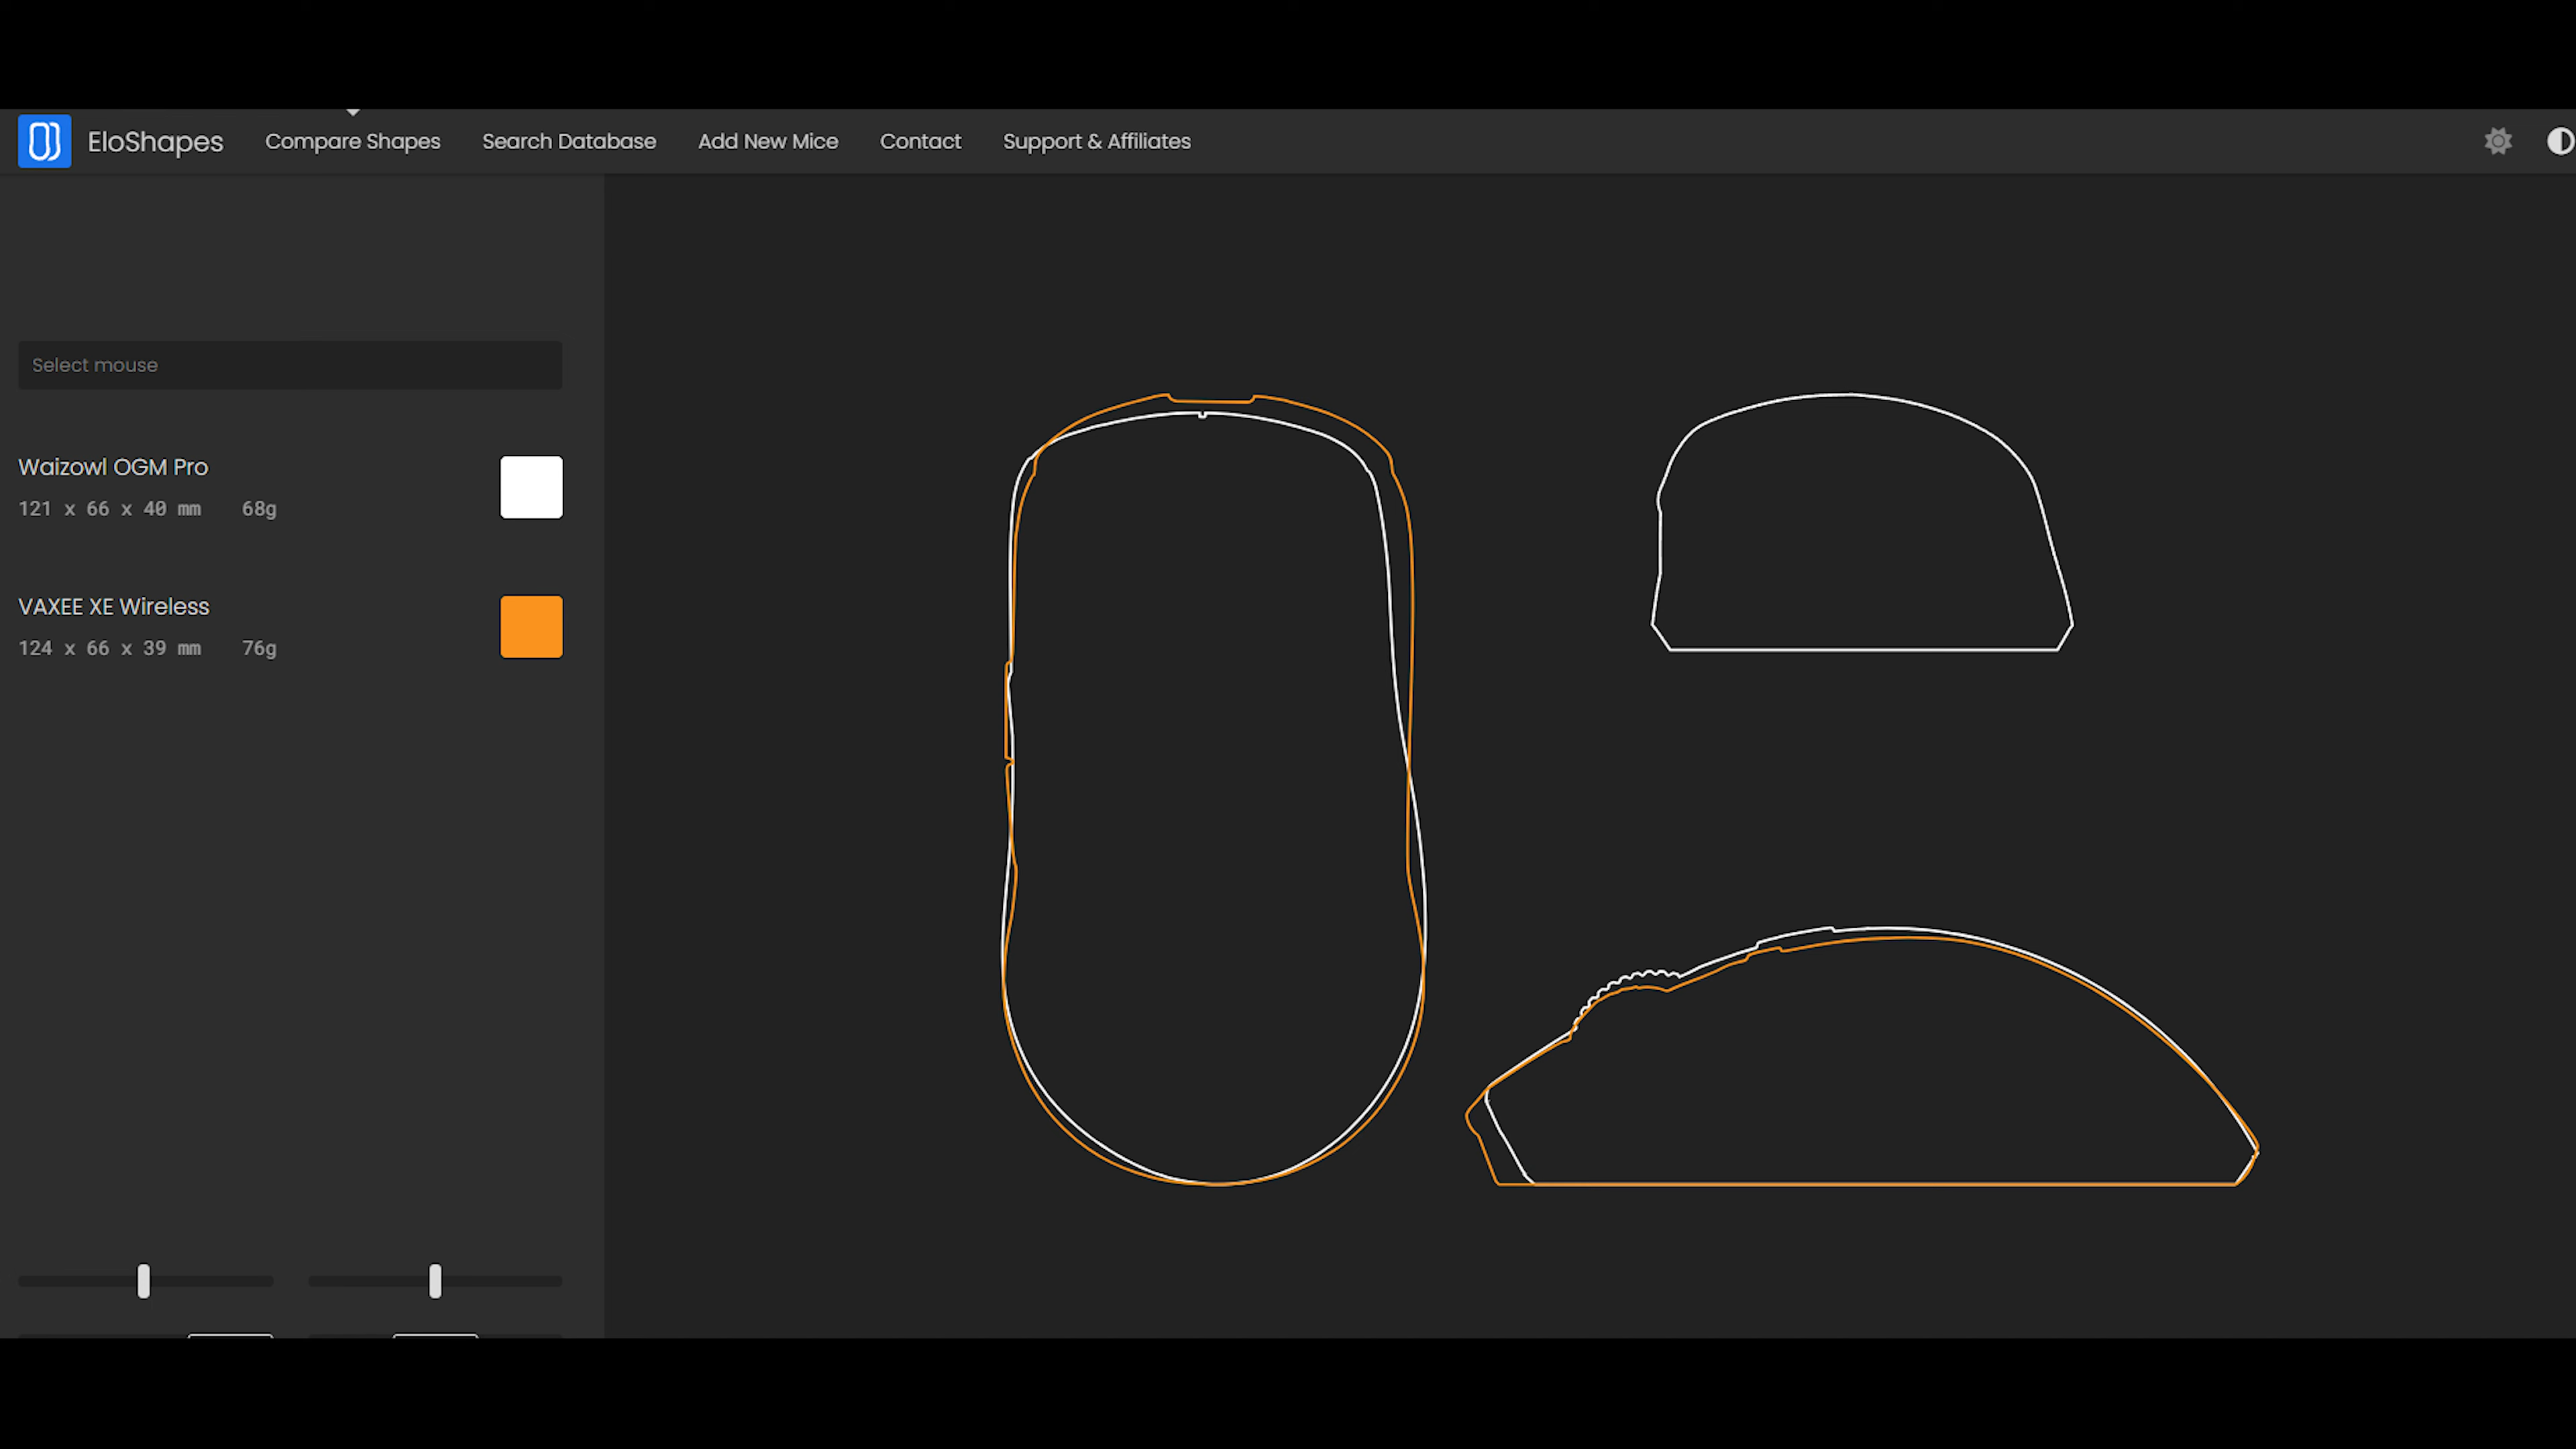 EloShapes
Compare Shapes
Search Database
Add New Mice
Contact
Support & Affiliates
Select mouse
Waizowl OGM Pro
121 x 66 x 40 mm 68g
VAXEE XE Wireless
124 x 66 x 39 mm 76g